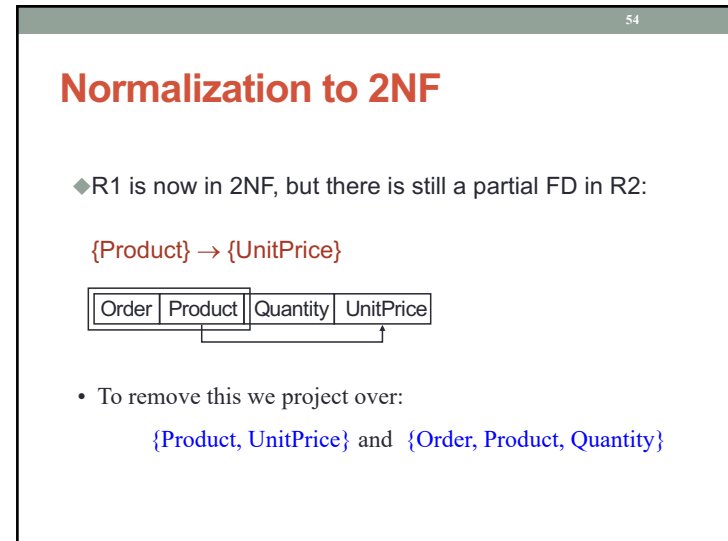 54
Normalization to 2NF
◆R1 is now in 2NF, but there is still a partial FD in R2:
{Product} → {UnitPrice}
Order Product Quantity UnitPrice
• To remove this we project over:
{Product, UnitPrice} and {Order, Product, Quantity}